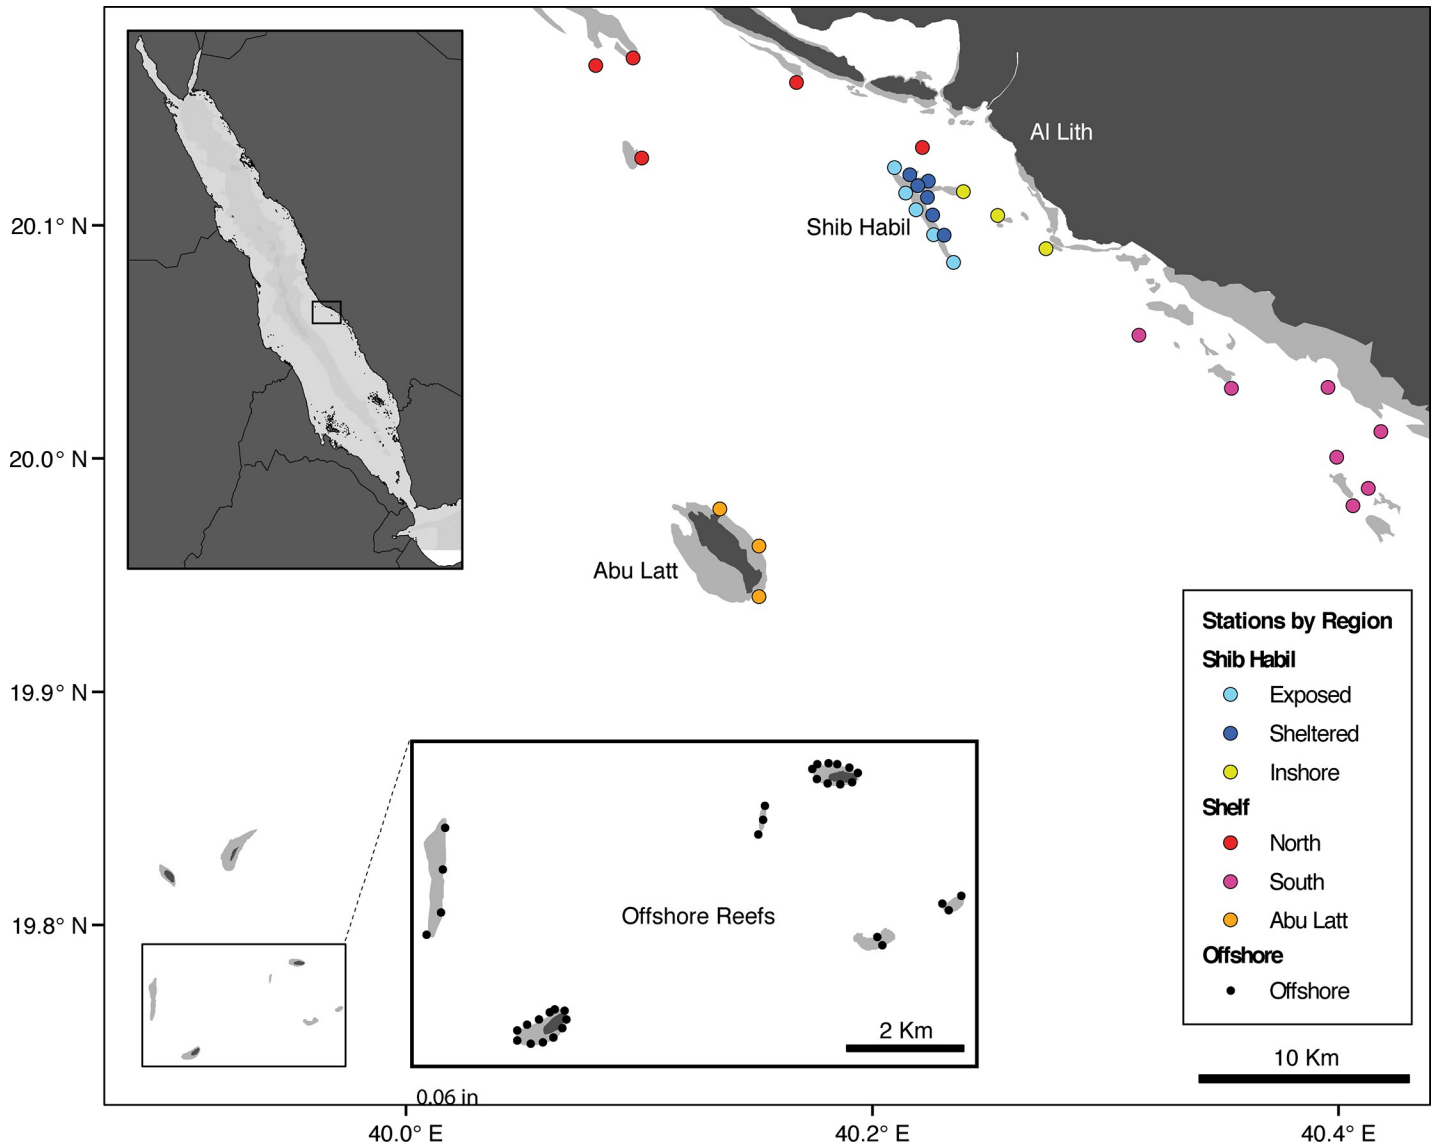 Al Lith
20.1° N
Shib Habil
20.0° N
Abu Latt
19.9° N
Stations by Region
Shib Habil
Exposed
Sheltered
Inshore
Shelf
North
South
Abu Latt
Offshore
Offshore
19.8° N
Offshore Reefs
2 Km
10 Km
0.06 in
40.0° E
40.2° E
40.4° E